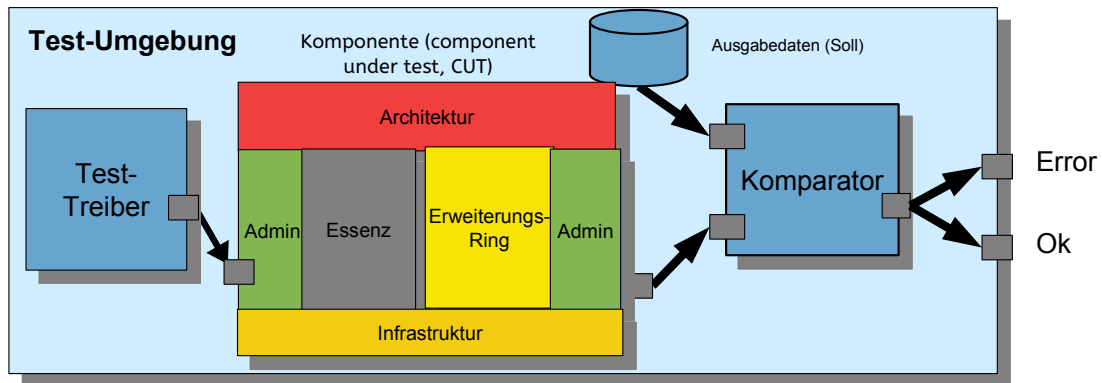 Test-Umgebung
Komponente (component
under test, CUT)
Ausgabedaten (Soll)
Architektur
Test-
Treiber
Admin
Essenz
Erweiterungs-
Ring
Admin
Infrastruktur
Komparator
Error
Ok